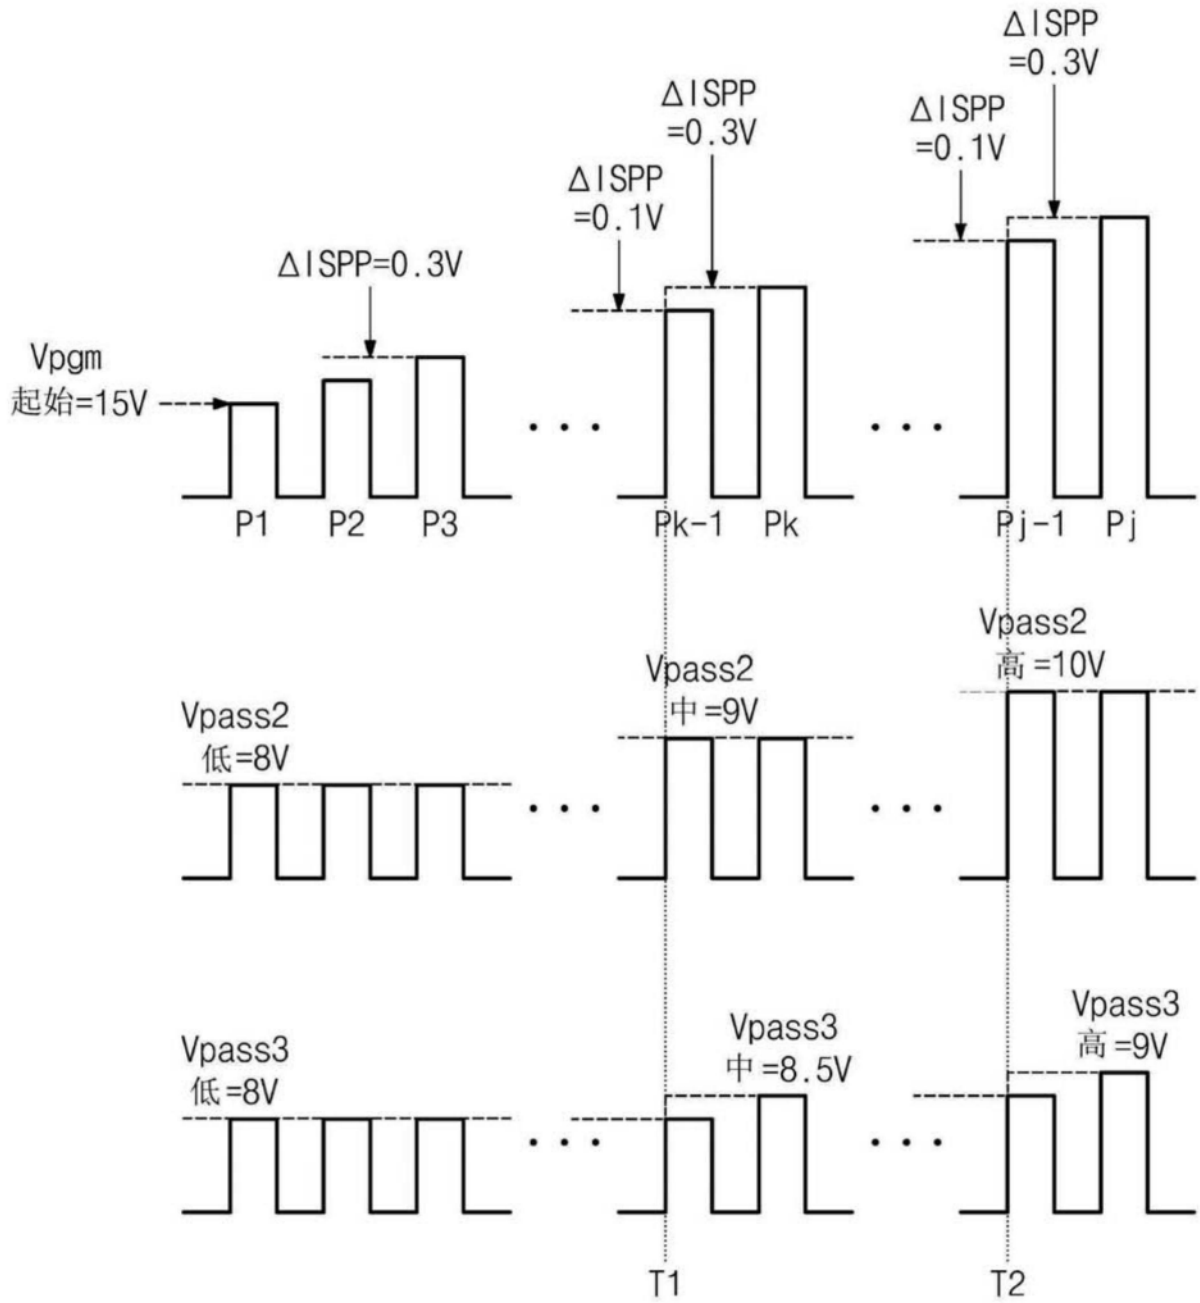 ΔISPP
=0.3V
ΔISPP
=0.3V
ΔISPP
=0.1V
ΔISPP
=0.1V
ΔISPP=0.3V
Vpgm
起始=15V
P1 P2 P3 Pk-1 Pk Pj-1 Pj
Vpass2
高=10V
Vpass2
中=9V
Vpass2
低=8V
Vpass3
高=9V
Vpass3
中=8.5V
Vpass3
低=8V
T1 T2